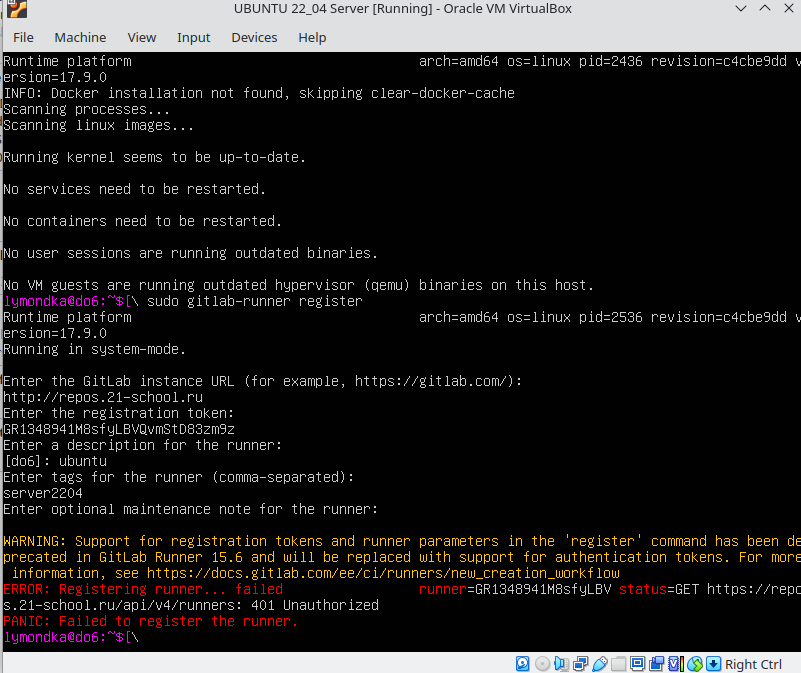 UBUNTU 22_04 Server [Running] - Oracle VM VirtualBox
File Machine View Input Devices Help
Runtime platform arch=amd64 os=linux pid=2436 revision=c4cbe9dd v
ersion=17.9.0
INFO: Docker installation not found, skipping clear-docker-cache
Scanning processes...
Scanning linux images...
Running kernel seems to be up-to-date.
No services need to be restarted.
No containers need to be restarted.
No user sessions are running outdated binaries.
No VM guests are running outdated hypervisor (qemu) binaries on this host.
lymondka@do6:~$[\ sudo gitlab-runner register
Runtime platform arch=amd64 os=linux pid=2536 revision=c4cbe9dd v
ersion=17.9.0
Running in system-mode.
Enter the GitLab instance URL (for example, https://gitlab.com/):
http://repos.21-school.ru
Enter the registration token:
GR1348941M8sfyLBVQvmStD83zm9z
Enter a description for the runner:
[do6]: ubuntu
Enter tags for the runner (comma-separated):
server2204
Enter optional maintenance note for the runner:
WARNING: Support for registration tokens and runner parameters in the 'register' command has been de
precated in GitLab Runner 15.6 and will be replaced with support for authentication tokens. For more
information, see https://docs.gitlab.com/ee/ci/runners/new_creation_workflow
ERROR: Registering runner... failed runner=GR1348941M8sfyLBV status=GET https://repo
s.21-school.ru/api/v4/runners: 401 Unauthorized
PANIC: Failed to register the runner.
lymondka@do6:~$[\
Right Ctrl